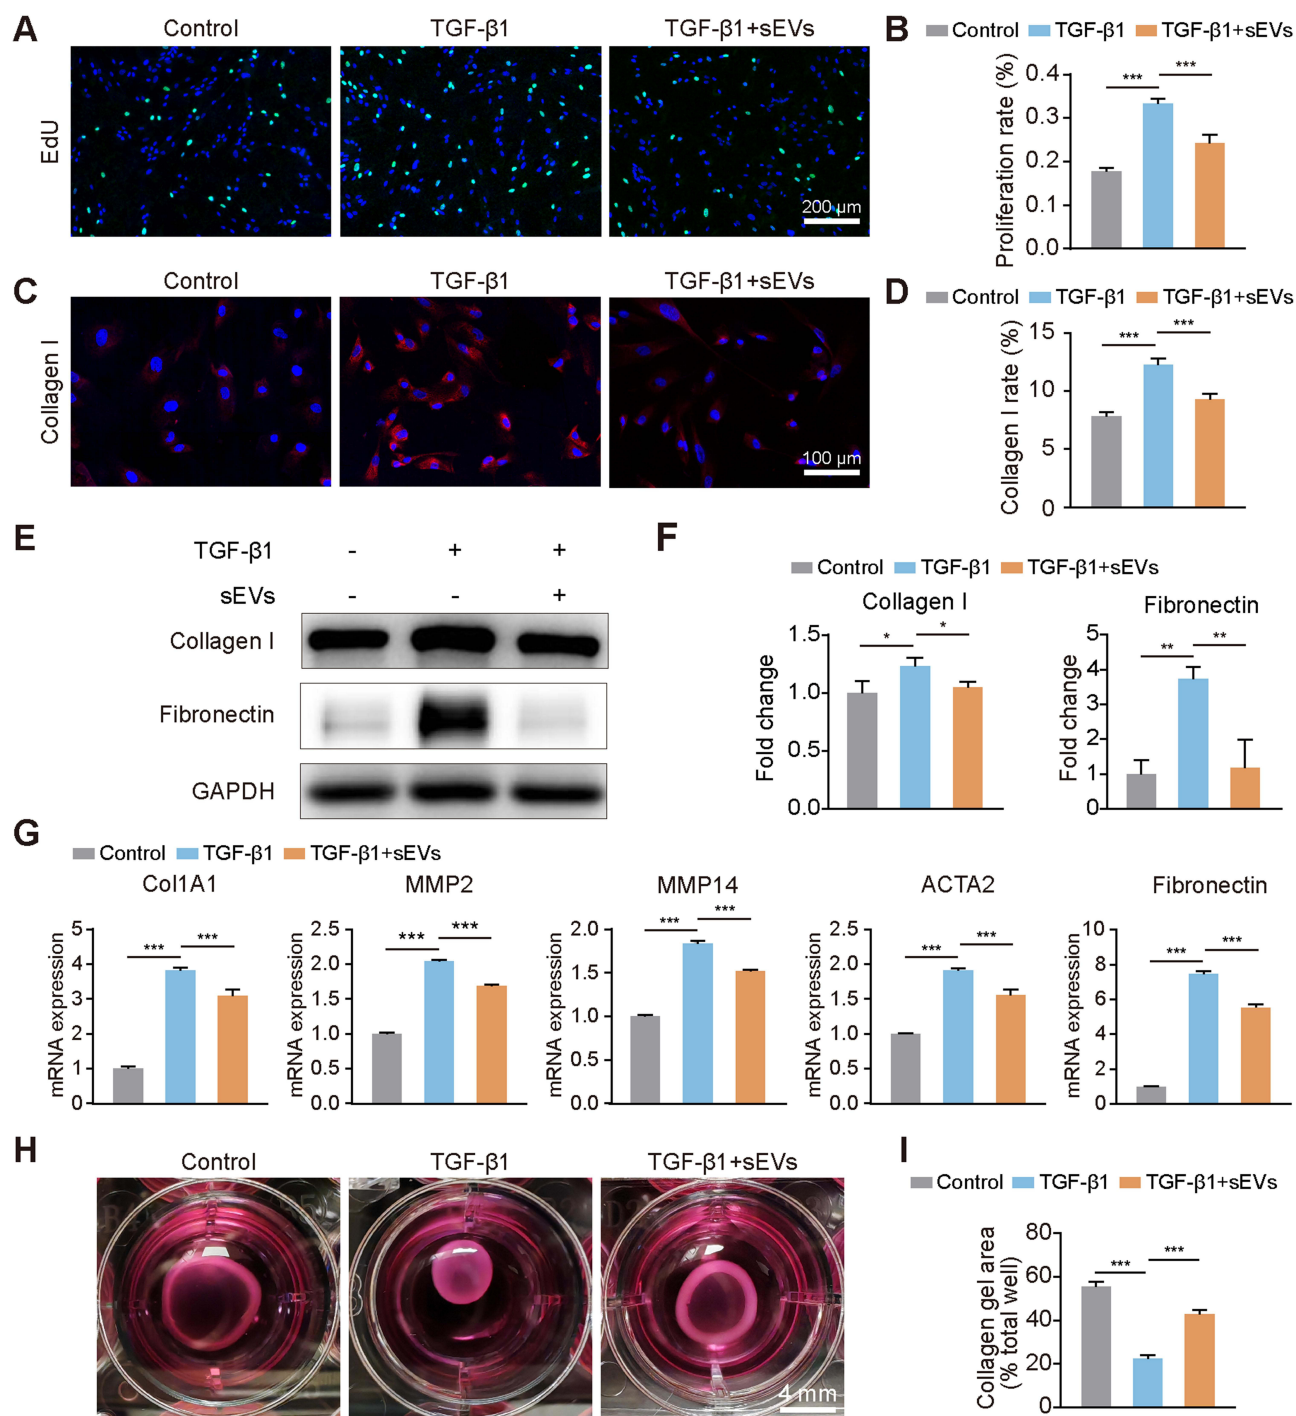 A
Control
TGF-β1
TGF-β1+sEVs
EdU
200 μm
B
Control
TGF-β1
TGF-β1+sEVs
Proliferation rate (%)
0.4
0.3
0.2
0.1
0.0
***
***
C
Control
TGF-β1
TGF-β1+sEVs
Collagen I
100 μm
D
Control
TGF-β1
TGF-β1+sEVs
Collagen I rate (%)
15
10
5
0
***
***
E
TGF-β1 - + +
sEVs - - +
Collagen I
Fibronectin
GAPDH
F
Control
TGF-β1
TGF-β1+sEVs
Collagen I
Fold change
1.5
1.0
0.5
0.0
*
*
Fibronectin
Fold change
5
4
3
2
1
0
**
**
G
Control
TGF-β1
TGF-β1+sEVs
Col1A1
mRNA expression
5
4
3
2
1
0
***
***
MMP2
mRNA expression
2.5
2.0
1.5
1.0
0.5
0.0
***
***
MMP14
mRNA expression
2.0
1.5
1.0
0.5
0.0
***
***
ACTA2
mRNA expression
2.5
2.0
1.5
1.0
0.5
0.0
***
***
Fibronectin
mRNA expression
10
8
6
4
2
0
***
***
H
Control
TGF-β1
TGF-β1+sEVs
4 mm
I
Control
TGF-β1
TGF-β1+sEVs
Collagen gel area
(% total well)
80
60
40
20
0
***
***